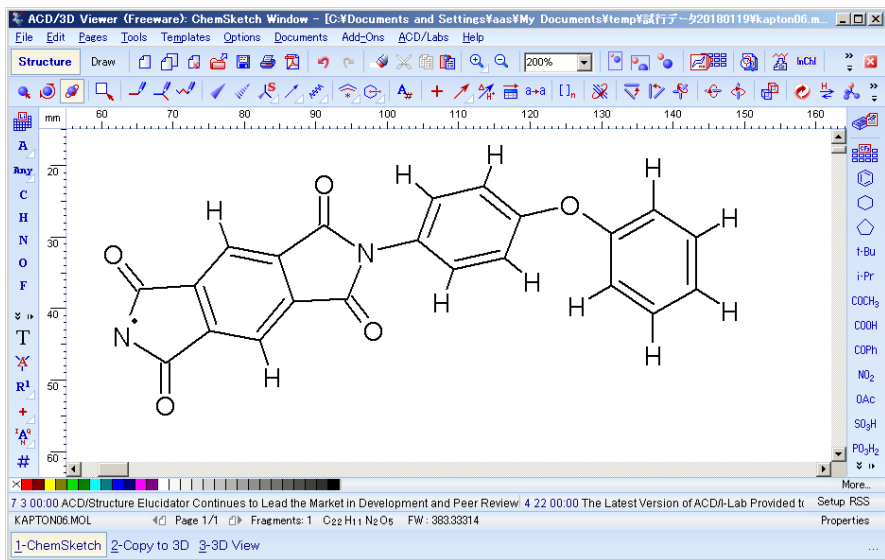 ACD/3D Viewer (Freeware): ChemSketch Window - [C:¥Documents and Settings¥aas¥My Documents¥temp¥試行データ20180119¥kapton06.m...
File Edit Pages Tools Templates Options Documents Add-Ons ACD/Labs Help
Structure Draw 200% InChI
S A H a→a []n
mm 60 70 80 90 100 110 120 130 140 150 160
20
30
40
50
60
A
Any
C
H
N
O
F
T
R1
#
t-Bu
i-Pr
COCH3
COOH
COPh
NO2
OAc
SO3H
PO3H2
H H
H O H O H
O N
H H
O H H
N H
H O
O
More...
7 3 00:00 ACD/Structure Elucidator Continues to Lead the Market in Development and Peer Review 4 22 00:00 The Latest Version of ACD/I-Lab Provided to Setup RSS
KAPTON06.MOL Page 1/1 Fragments: 1 C22H11N2O5 FW : 383.33314 Properties
1-ChemSketch 2-Copy to 3D 3-3D View ...